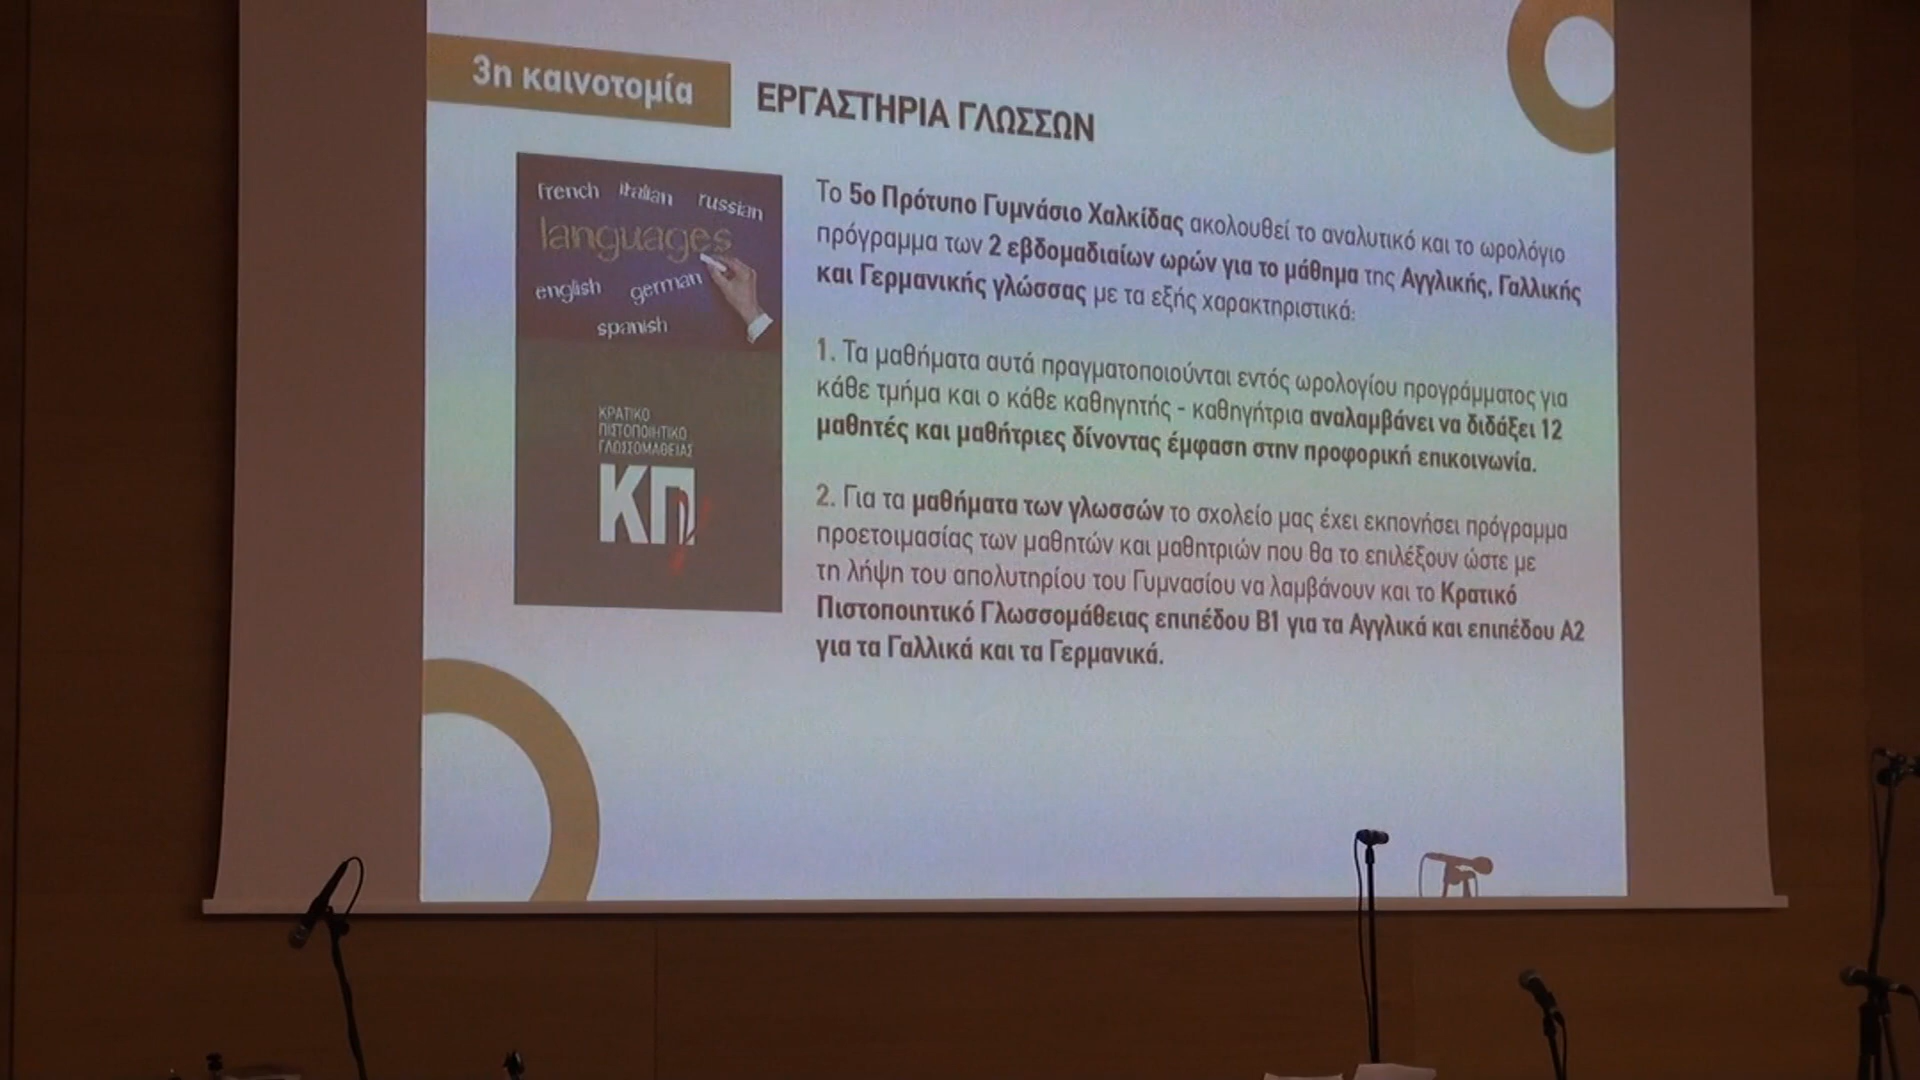 3η καινοτομία
ΕΡΓΑΣΤΗΡΙΑ ΓΛΩΣΣΩΝ
french italian russian
languages
english german
spanish
ΚΡΑΤΙΚΟ
ΠΙΣΤΟΠΟΙΗΤΙΚΟ
ΓΛΩΣΣΟΜΑΘΕΙΑΣ
ΚΠγ
Το 5ο Πρότυπο Γυμνάσιο Χαλκίδας ακολουθεί το αναλυτικό και το ωρολόγιο
πρόγραμμα των 2 εβδομαδιαίων ωρών για το μάθημα της Αγγλικής, Γαλλικής
και Γερμανικής γλώσσας με τα εξής χαρακτηριστικά:
1. Τα μαθήματα αυτά πραγματοποιούνται εντός ωρολογίου προγράμματος για
κάθε τμήμα και ο κάθε καθηγητής - καθηγήτρια αναλαμβάνει να διδάξει 12
μαθητές και μαθήτριες δίνοντας έμφαση στην προφορική επικοινωνία.
2. Για τα μαθήματα των γλωσσών το σχολείο μας έχει εκπονήσει πρόγραμμα
προετοιμασίας των μαθητών και μαθητριών που θα το επιλέξουν ώστε με
τη λήψη του απολυτηρίου του Γυμνασίου να λαμβάνουν και το Κρατικό
Πιστοποιητικό Γλωσσομάθειας επιπέδου Β1 για τα Αγγλικά και επιπέδου Α2
για τα Γαλλικά και τα Γερμανικά.